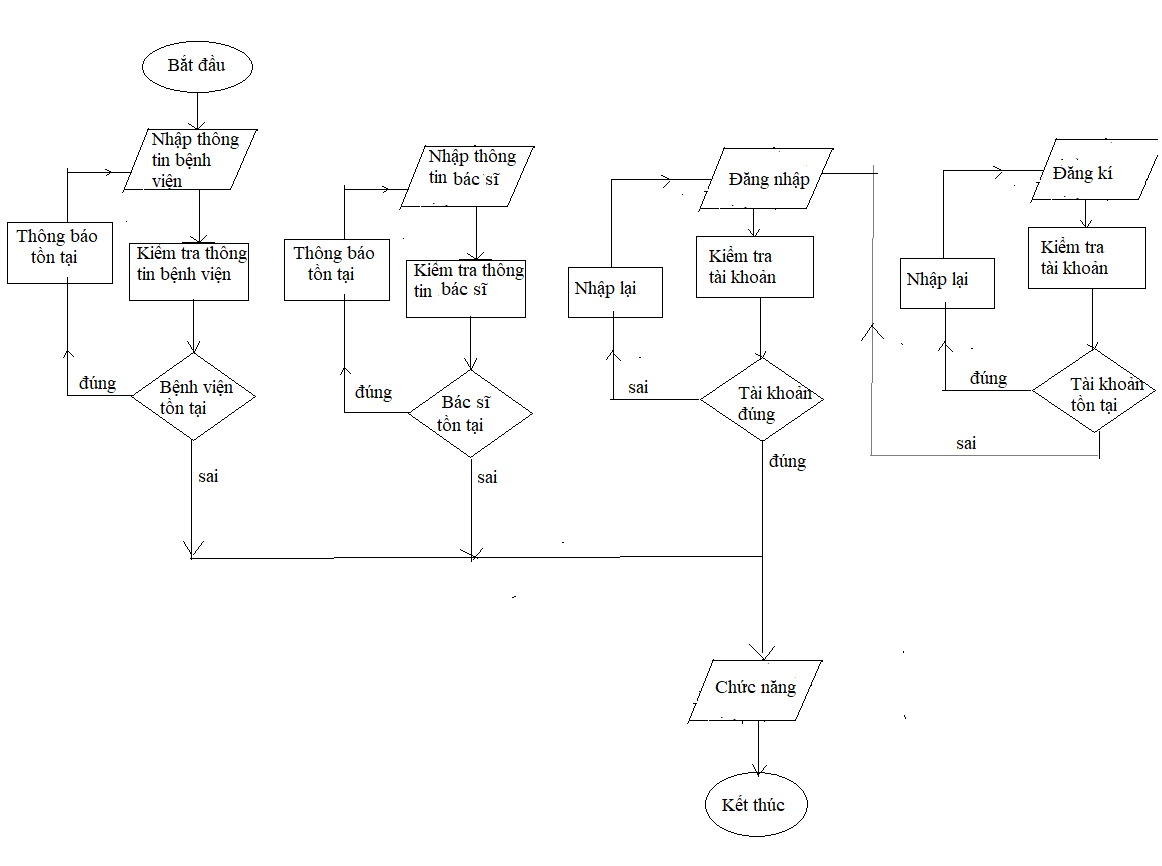 Bắt đầu
Nhập thông
tin bệnh
viện
Thông báo
tồn tại
Kiểm tra thông
tin bệnh viện
đúng
Bệnh viện
tồn tại
sai
Nhập thông
tin bác sĩ
Thông báo
tồn tại
Kiểm tra thông
tin bác sĩ
đúng
Bác sĩ
tồn tại
sai
Đăng nhập
Nhập lại
Kiểm tra
tài khoản
sai
Tài khoản
đúng
đúng
Đăng kí
Nhập lại
Kiểm tra
tài khoản
đúng
Tài khoản
tồn tại
sai
Chức năng
Kết thúc